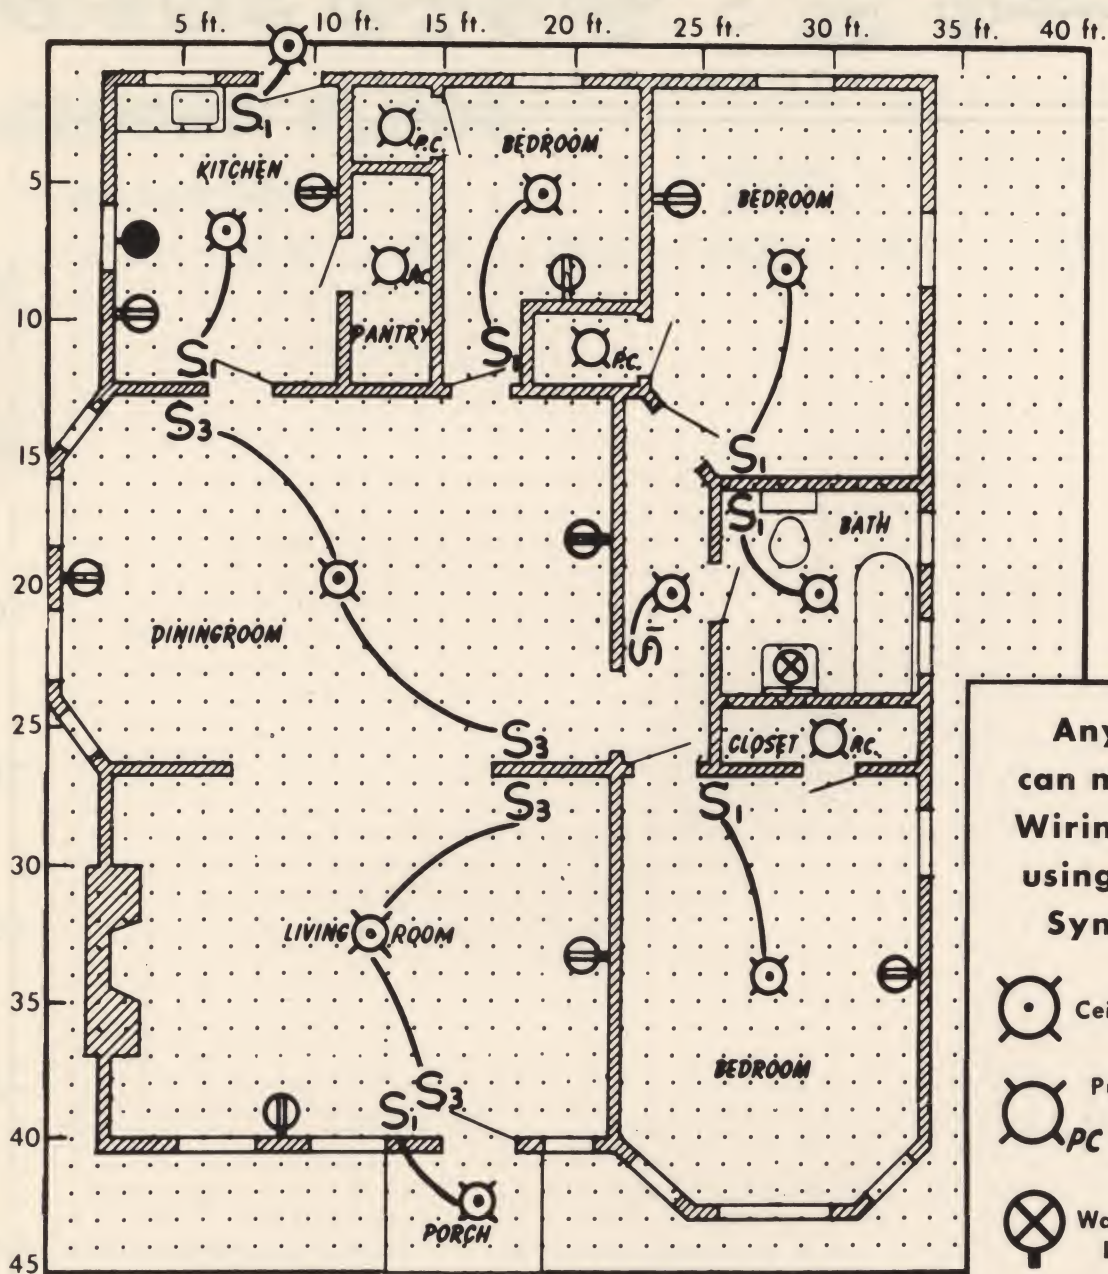 5 ft. 10 ft. 15 ft. 20 ft. 25 ft. 30 ft. 35 ft. 40 ft.
S1
P.C.
BEDROOM
KITCHEN
5
BEDROOM
10
PANTRY
S1
S1
P.C.
S3
15
S1
S1
BATH
20
DININGROOM
S1
25
S3
CLOSET P.C.
S3
S1
30
LIVING ROOM
35
BEDROOM
S1
S3
40
PORCH
45
Any
can
Wirin
using
Syn
Cei
PC